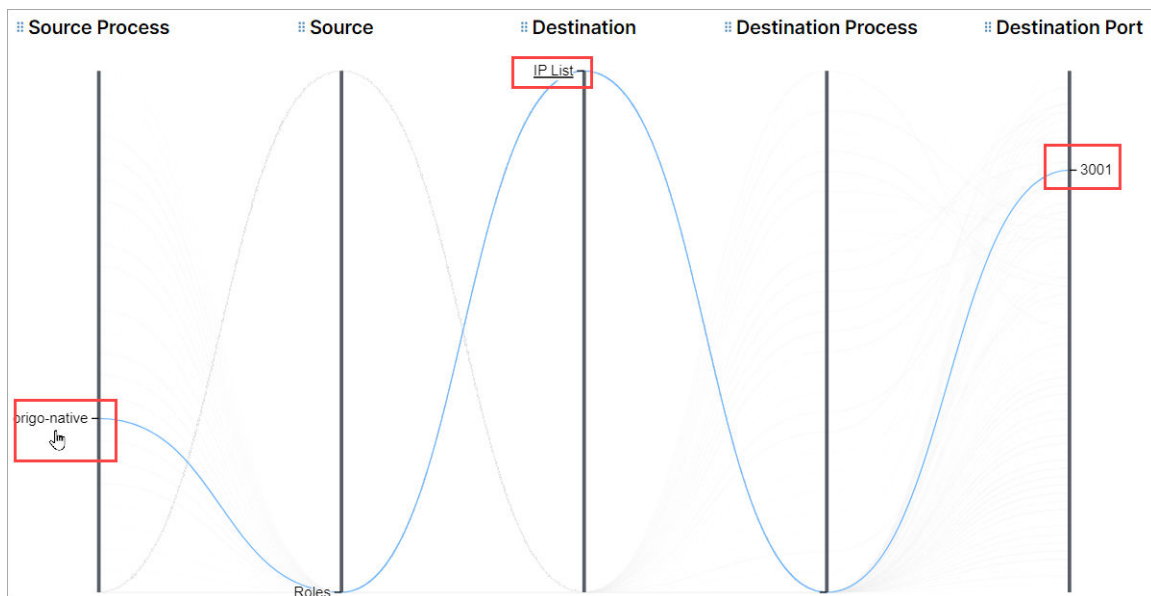 Source Process
Source
Destination
Destination Process
Destination Port
IP List
3001
origo-native
Roles